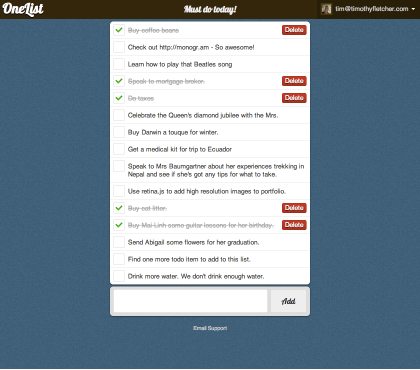 OneList
Must do today!
tim@timothyfletcher.com
Buy coffee beans
Delete
Check out http://monogr.am - So awesome!
Learn how to play that Beatles song
Speak to mortgage broker.
Delete
Do taxes
Delete
Celebrate the Queen's diamond jubilee with the Mrs.
Buy Darwin a touque for winter.
Get a medical kit for trip to Ecuador
Speak to Mrs Baumgartner about her experiences trekking in
Nepal and see if she's got any tips for what to take.
Use retina.js to add high resolution images to portfolio.
Buy cat litter.
Delete
Buy Mai Linh some guitar lessons for her birthday.
Delete
Send Abigail some flowers for her graduation.
Find one more todo item to add to this list.
Drink more water. We don't drink enough water.
Add
Email Support